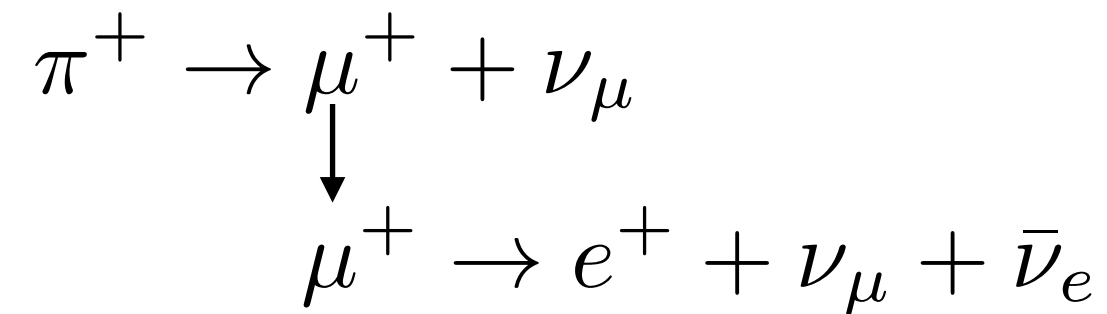 π⁺ → μ⁺ + ν_μ
μ⁺ → e⁺ + ν_μ + ν̄_e